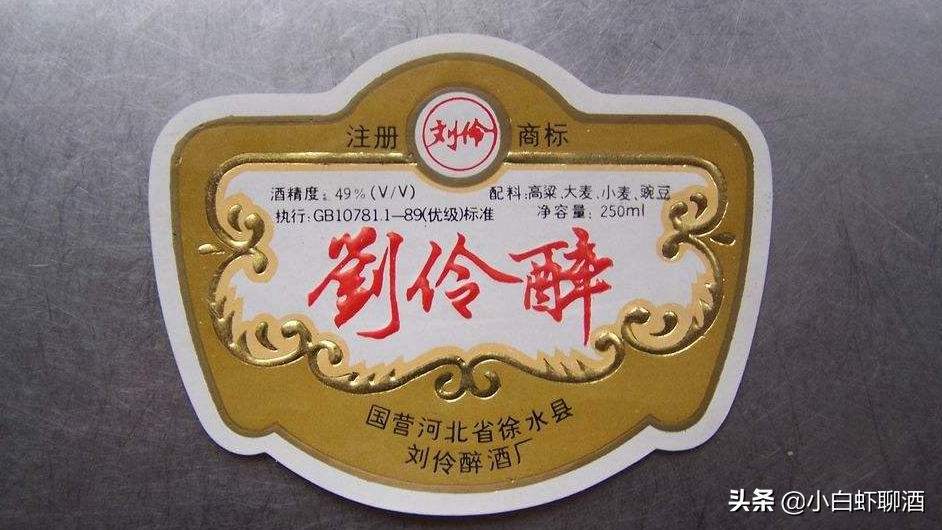 注册 刘伶 商标
酒精度：49%(V/V) 配料:高粱、大麦、小麦、豌豆
执行:GB10781.1—89(优级)标准 净容量：250ml
劉伶醉
国营河北省徐水县
刘伶醉酒厂
头条 @小白虾聊酒